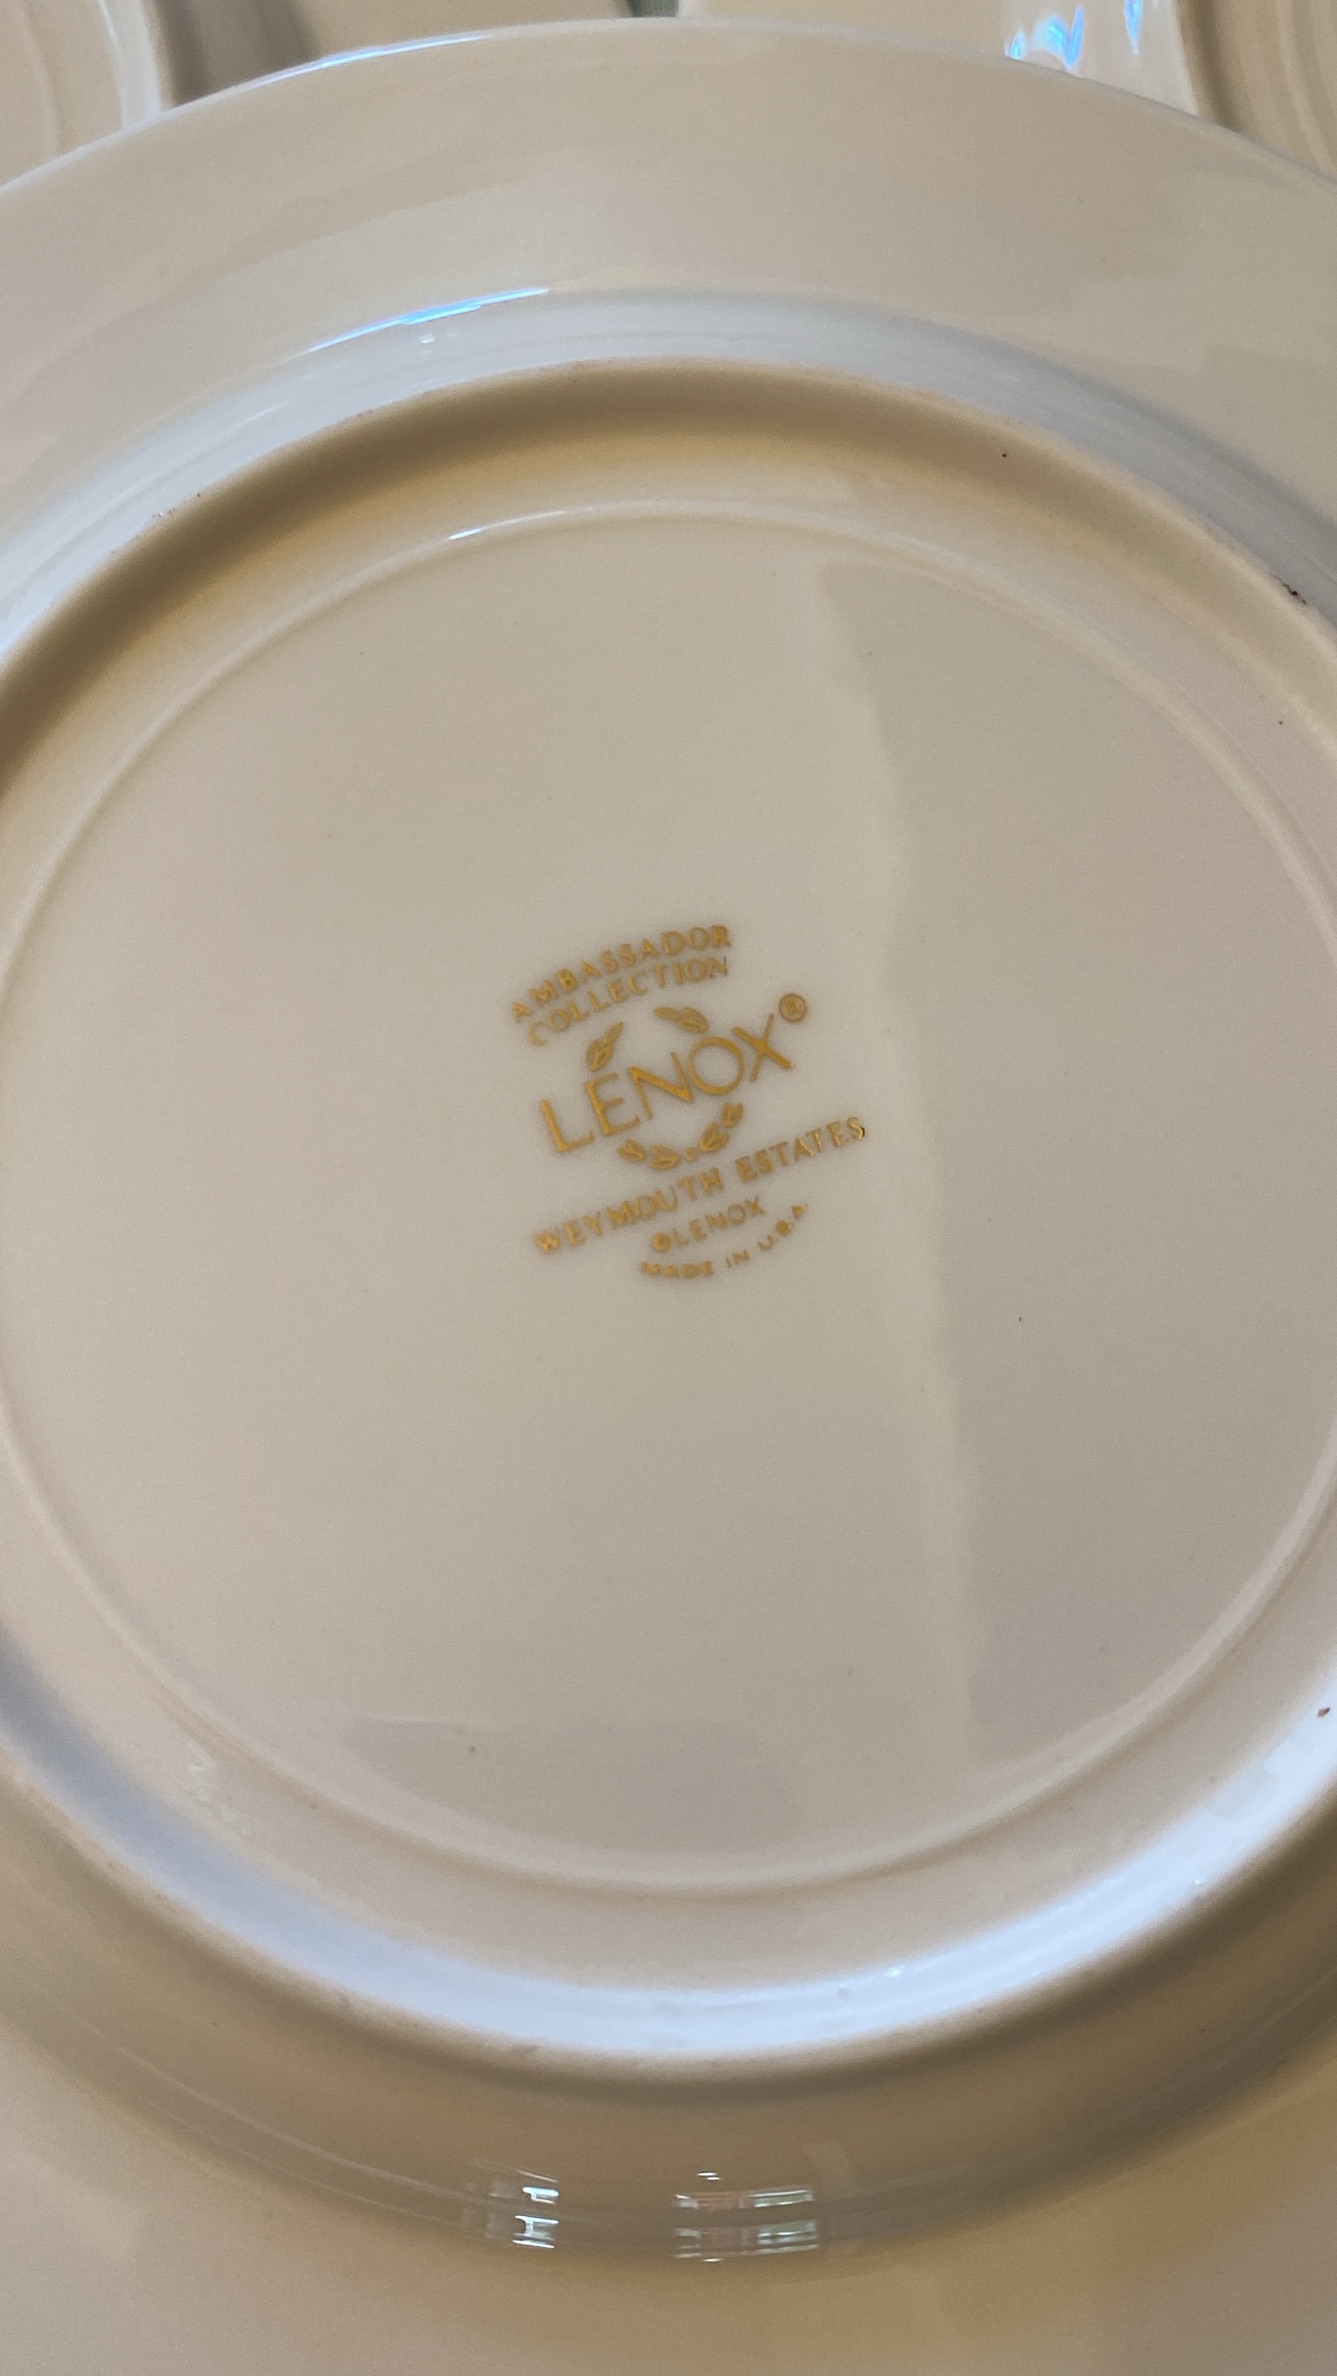 AMBASSADOR
COLLECTION
LENOX®
WEYMOUTH ESTATES
©LENOX
MADE IN U.S.A.